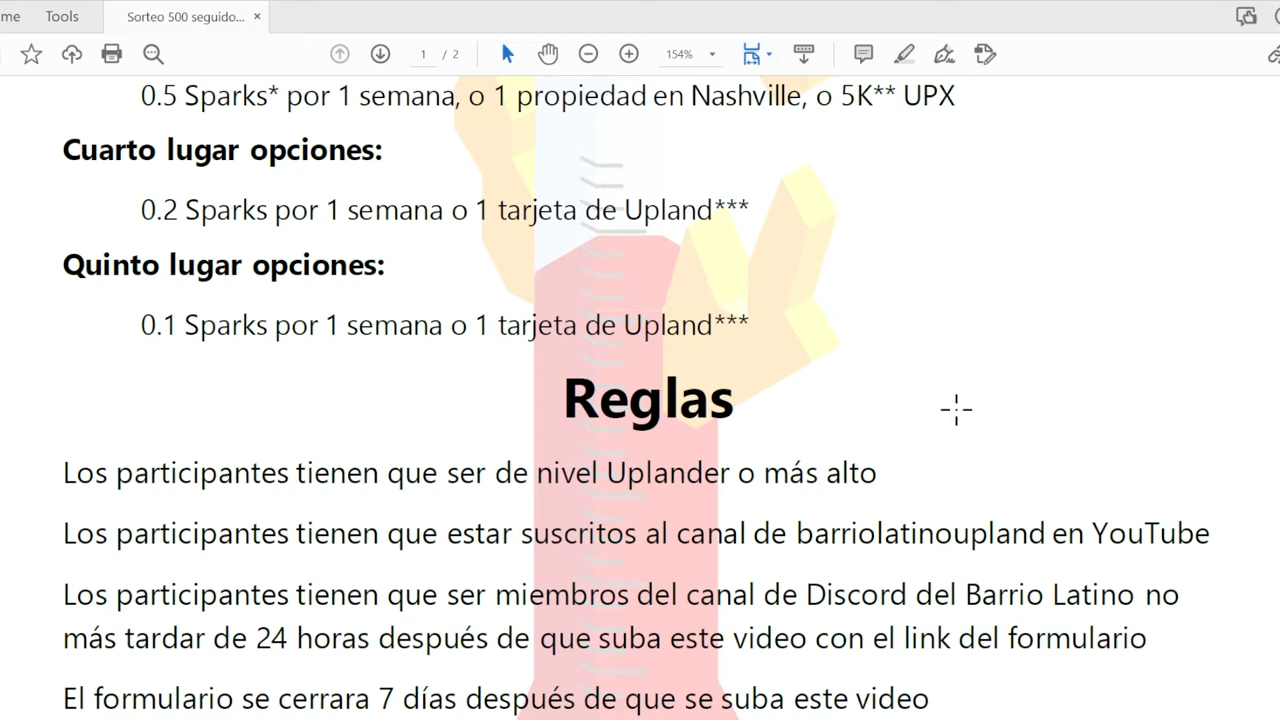 me Tools Sorteo 500 seguido... ×
1 / 2 154%
0.5 Sparks* por 1 semana, o 1 propiedad en Nashville, o 5K** UPX
Cuarto lugar opciones:
0.2 Sparks por 1 semana o 1 tarjeta de Upland***
Quinto lugar opciones:
0.1 Sparks por 1 semana o 1 tarjeta de Upland***
Reglas
Los participantes tienen que ser de nivel Uplander o más alto
Los participantes tienen que estar suscritos al canal de barriolatinoupland en YouTube
Los participantes tienen que ser miembros del canal de Discord del Barrio Latino no
más tardar de 24 horas después de que suba este video con el link del formulario
El formulario se cerrara 7 días después de que se suba este video